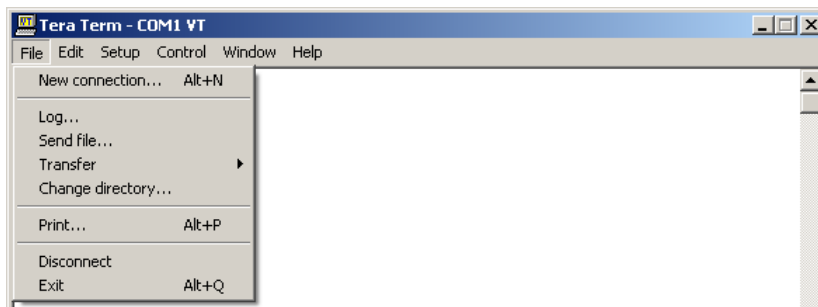 Tera Term - COM1 VT
File Edit Setup Control Window Help
New connection... Alt+N
Log...
Send file...
Transfer
Change directory...
Print... Alt+P
Disconnect
Exit Alt+Q